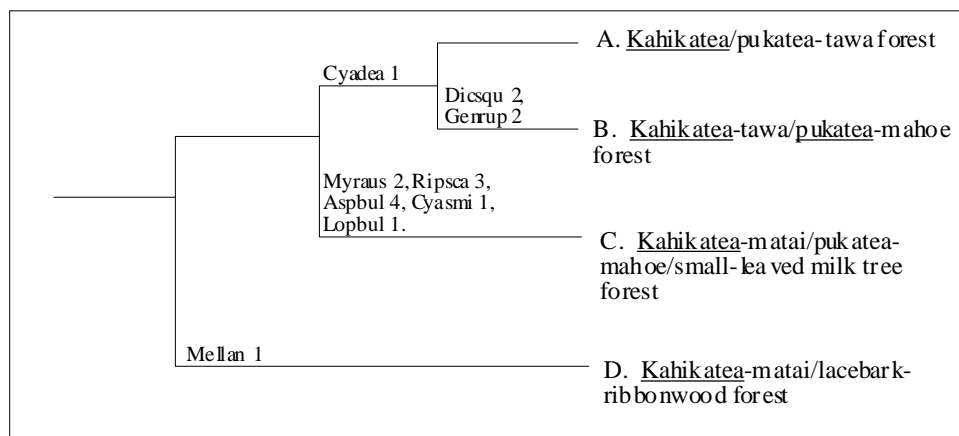 A. Kahikatea/pukatea-tawa forest
Cyadea 1
Dicsqu 2,
Genrup 2
B. Kahikatea-tawa/pukatea-mahoe
forest
Myraus 2, Ripsca 3,
Aspbul 4, Cyasmi 1,
Lopbul 1.
C. Kahikatea-matai/pukatea-
mahoe/small-leaved milk tree
forest
Mellan 1
D. Kahikatea-matai/lacebark-
ribbonwood forest